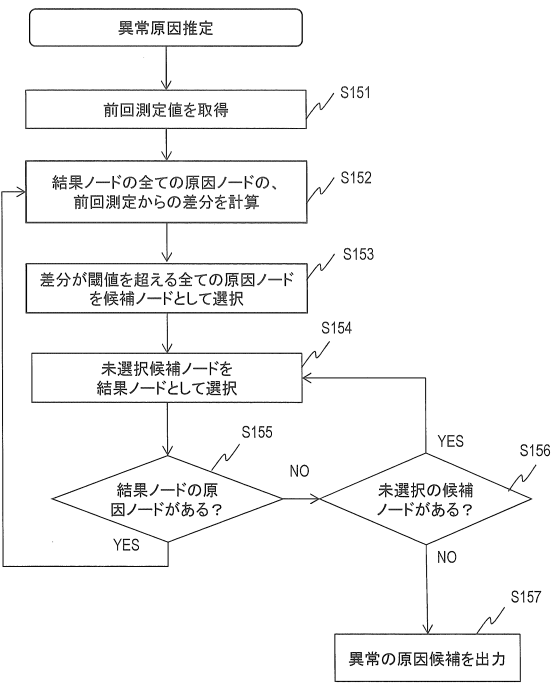 異常原因推定
S151
前回測定値を取得
S152
結果ノードの全ての原因ノードの、
前回測定からの差分を計算
S153
差分が閾値を超える全ての原因ノード
を候補ノードとして選択
S154
未選択候補ノードを
結果ノードとして選択
S155
結果ノードの原
因ノードがある？
YES
NO
S156
未選択の候補
ノードがある？
YES
NO
S157
異常の原因候補を出力